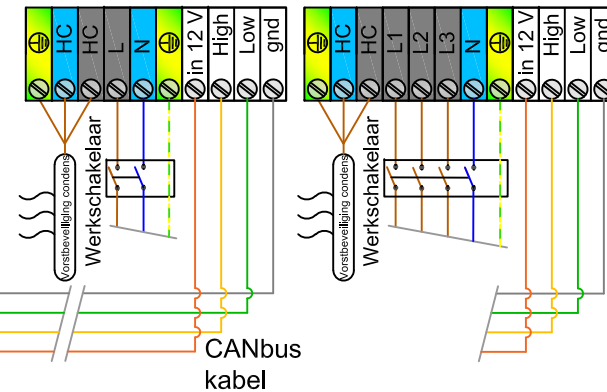 HC HC L N in 12 V High Low gnd
HC HC L1 L2 L3 N in 12 V High Low gnd
Vorstbeveiliging condens
Werkschakelaar
Vorstbeveiliging condens
Werkschakelaar
CANbus
kabel